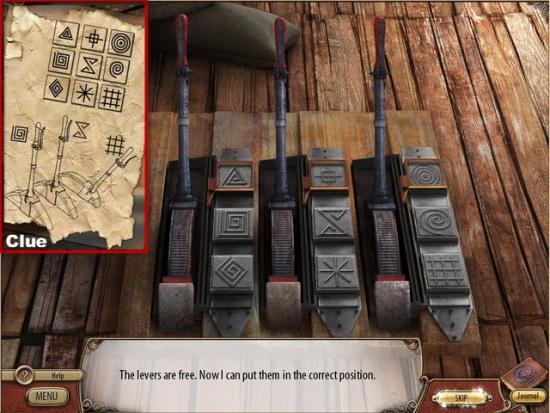 Clue
The levers are free. Now I can put them in the correct position.
? Help
MENU
SKIP
Journal